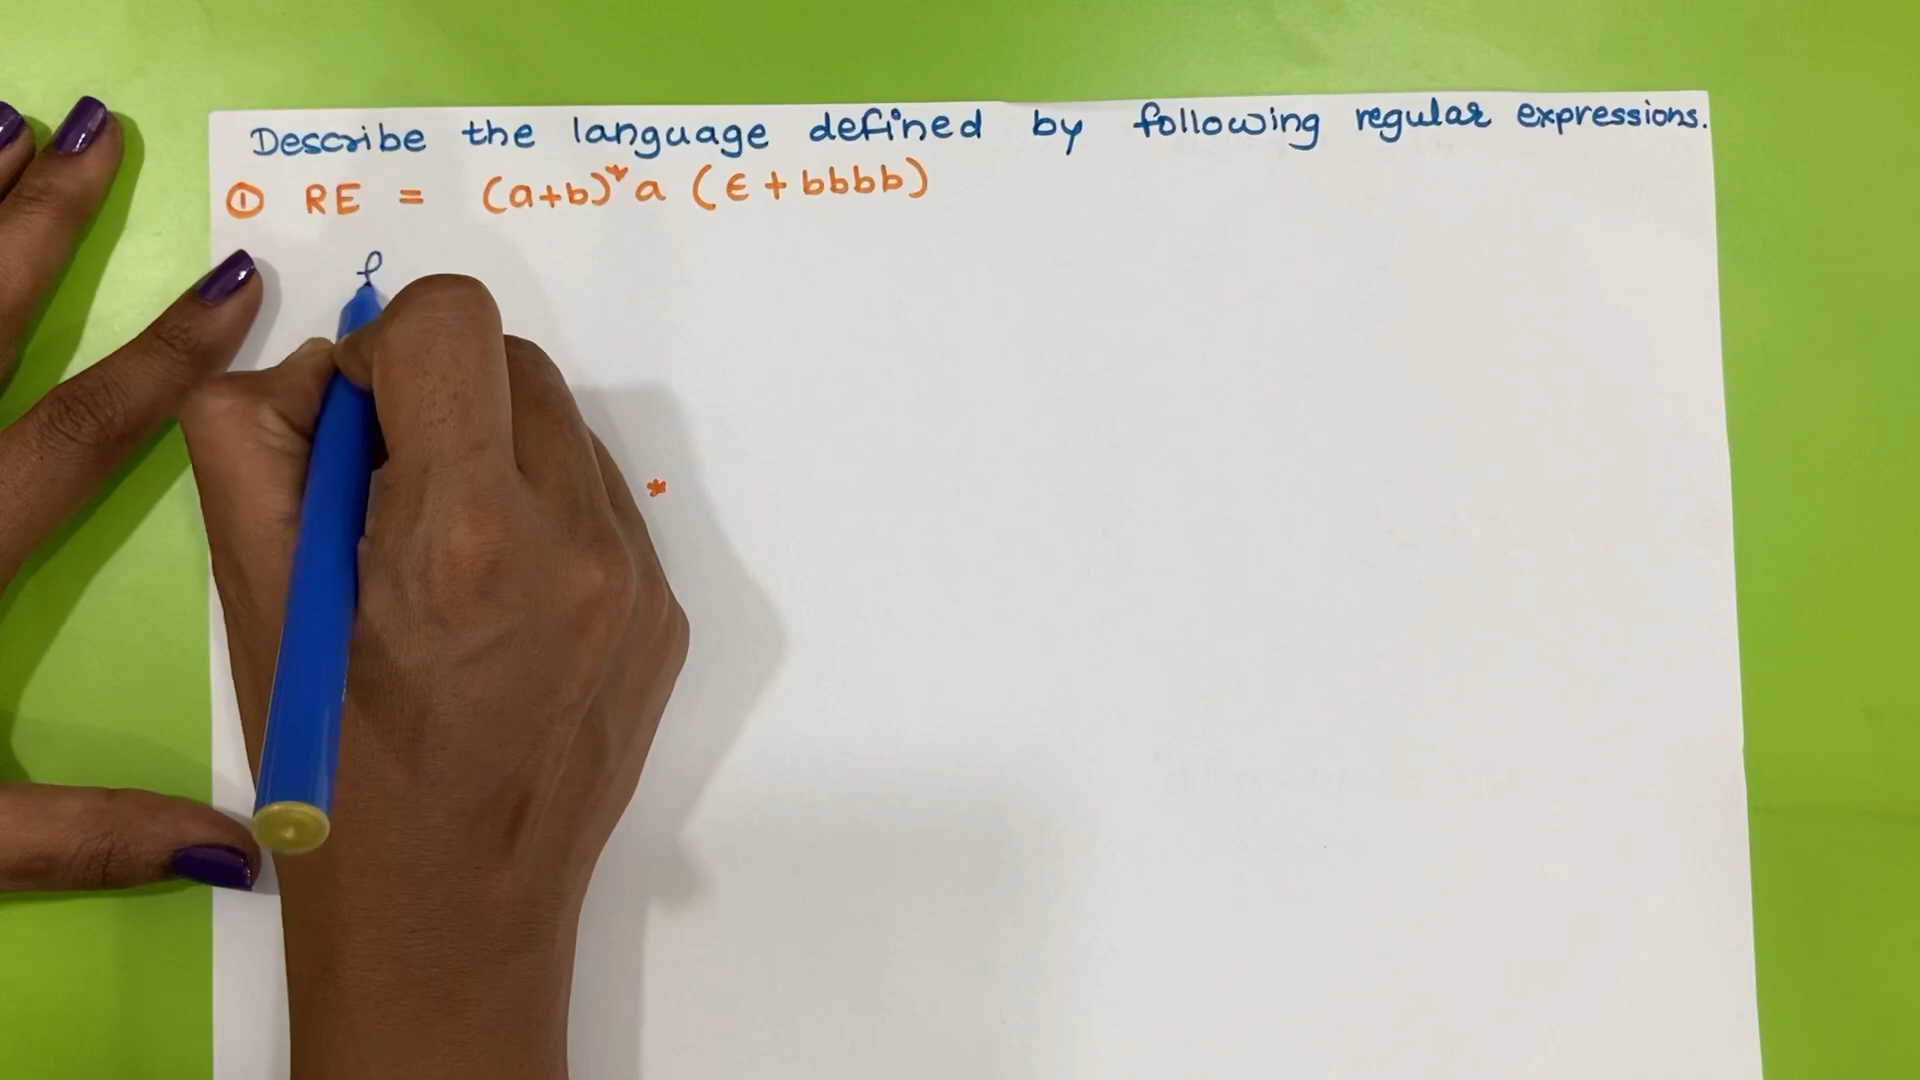 Describe the language defined by following regular expressions.
① RE = (a+b)*a (ϵ + bbbb)
*